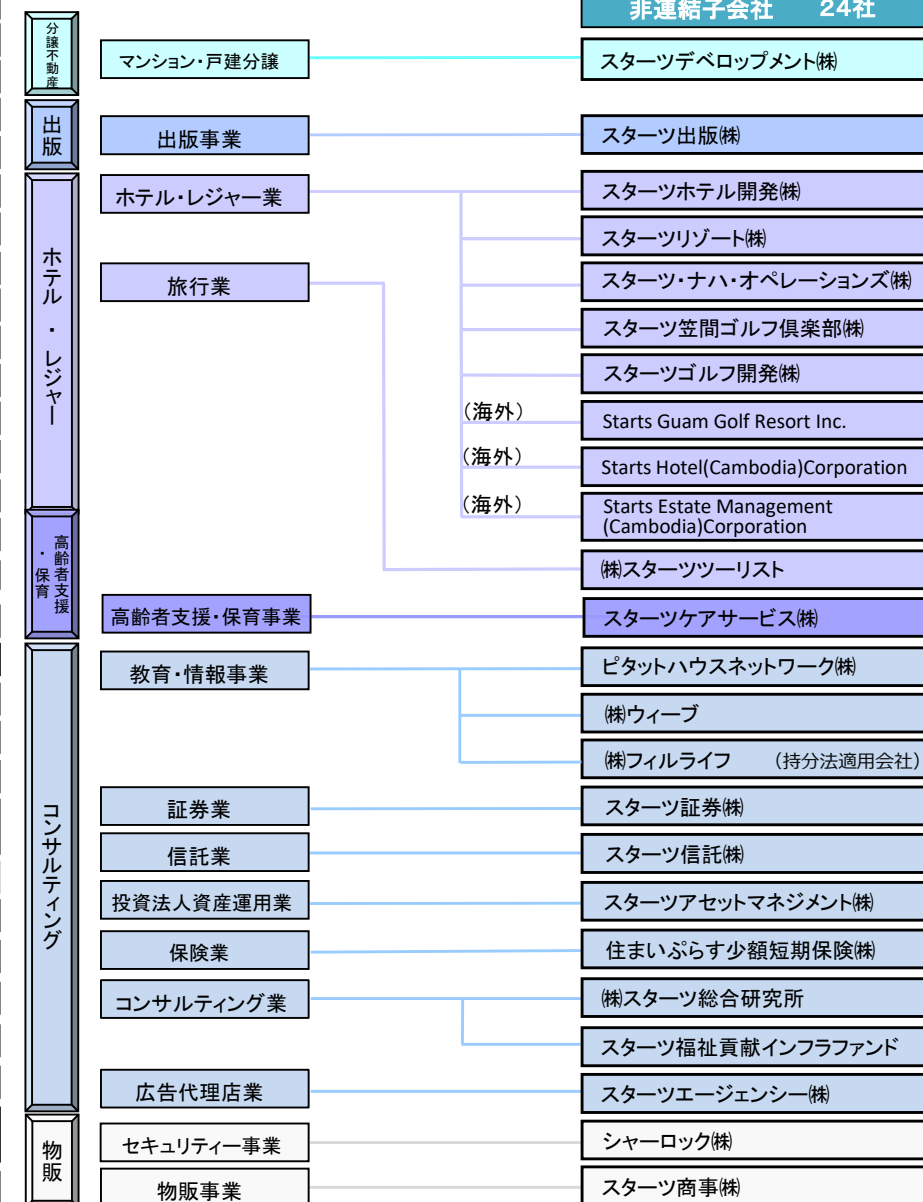 非連結子会社 24社
分譲不動産
マンション・戸建分譲
スターツデベロップメント㈱
出版
出版事業
スターツ出版㈱
ホテル・レジャー
ホテル・レジャー業
スターツホテル開発㈱
スターツリゾート㈱
旅行業
スターツ・ナハ・オペレーションズ㈱
スターツ笠間ゴルフ倶楽部㈱
スターツゴルフ開発㈱
（海外）
Starts Guam Golf Resort Inc.
（海外）
Starts Hotel(Cambodia)Corporation
（海外）
Starts Estate Management
(Cambodia)Corporation
㈱スターツツーリスト
高齢者支援
・保育
高齢者支援・保育事業
スターツケアサービス㈱
コンサルティング
教育・情報事業
ピタットハウスネットワーク㈱
㈱ウィーブ
㈱フィルライフ （持分法適用会社）
証券業
スターツ証券㈱
信託業
スターツ信託㈱
投資法人資産運用業
スターツアセットマネジメント㈱
保険業
住まいぷらす少額短期保険㈱
コンサルティング業
㈱スターツ総合研究所
スターツ福祉貢献インフラファンド
広告代理店業
スターツエージェンシー㈱
物販
セキュリティー事業
シャーロック㈱
物販事業
スターツ商事㈱